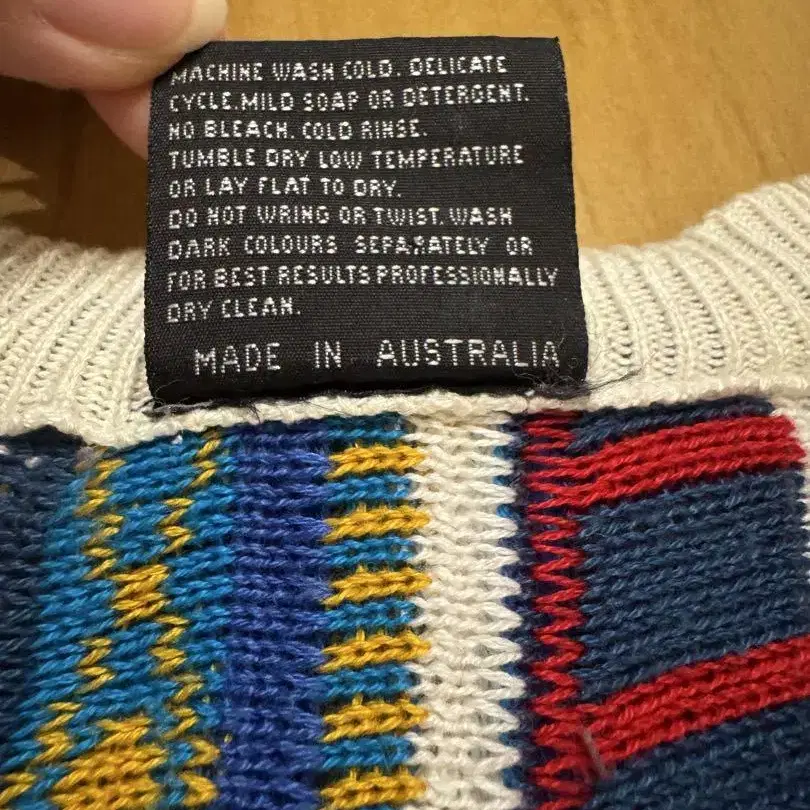 MACHINE WASH COLD. DELICATE
CYCLE.MILD SOAP OR DETERGENT.
NO BLEACH. COLD RINSE.
TUMBLE DRY LOW TEMPERATURE
OR LAY FLAT TO DRY.
DO NOT WRING OR TWIST. WASH
DARK COLOURS SEPARATELY OR
FOR BEST RESULTS PROFESSIONALLY
DRY CLEAN.
MADE IN AUSTRALIA